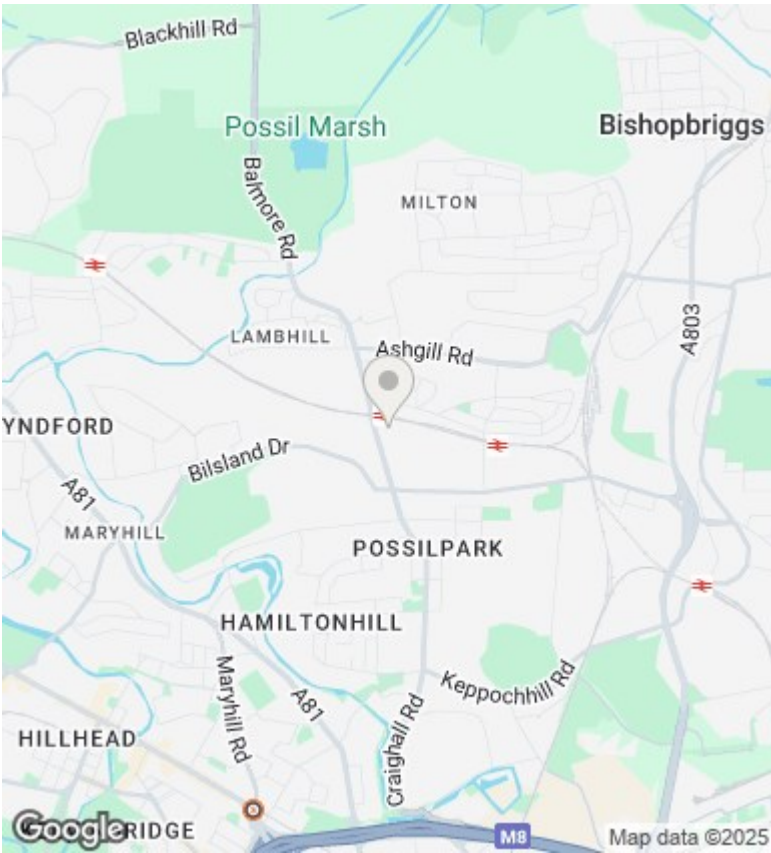 Blackhill Rd
Possil Marsh
Bishopbriggs
Balmore Rd
MILTON
LAMBHILL
Ashgill Rd
A803
YNDFORD
Bilsland Dr
A81
MARYHILL
POSSILPARK
HAMILTONHILL
Maryhill Rd
A81
Keppochhill Rd
Craighall Rd
HILLHEAD
Google
RIDGE
M8
Map data ©2025